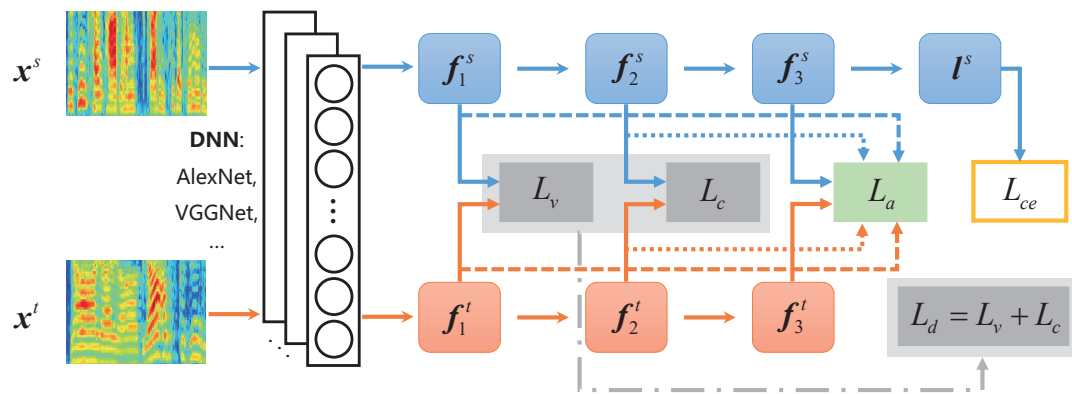 x^s
f_1^s
f_2^s
f_3^s
l^s
DNN:
AlexNet,
VGGNet,
...
L_v
L_c
L_a
L_ce
x^t
f_1^t
f_2^t
f_3^t
L_d = L_v + L_c